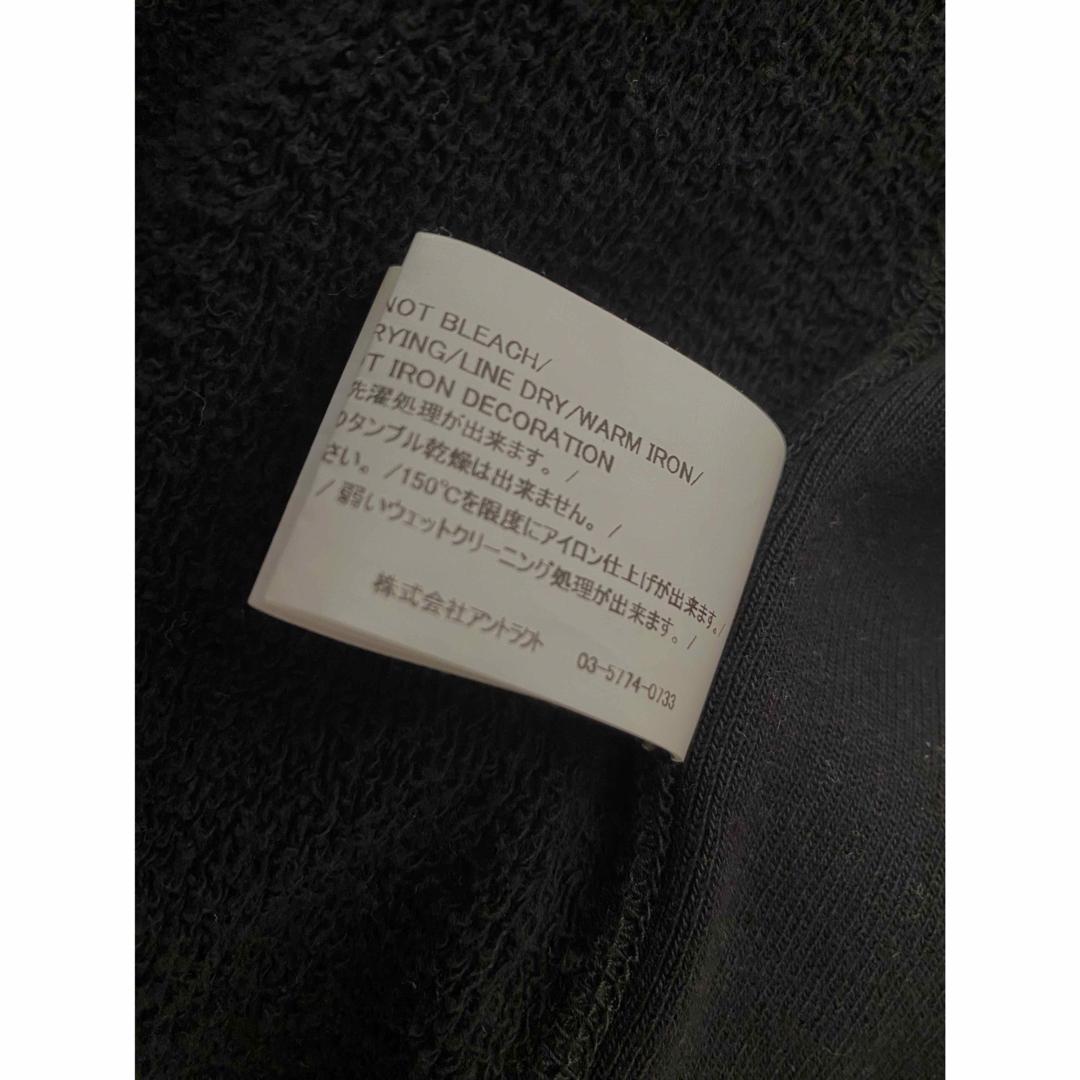 NOT BLEACH/
RYING/LINE DRY/WARM IRON/
T IRON DECORATION
洗濯処理が出来ます。/
のタンブル乾燥は出来ません。/
さい。/150℃を限度にアイロン仕上げが出来ます。/
/弱いウェットクリーニング処理が出来ます。/
株式会社アントラクト 03-5774-0733